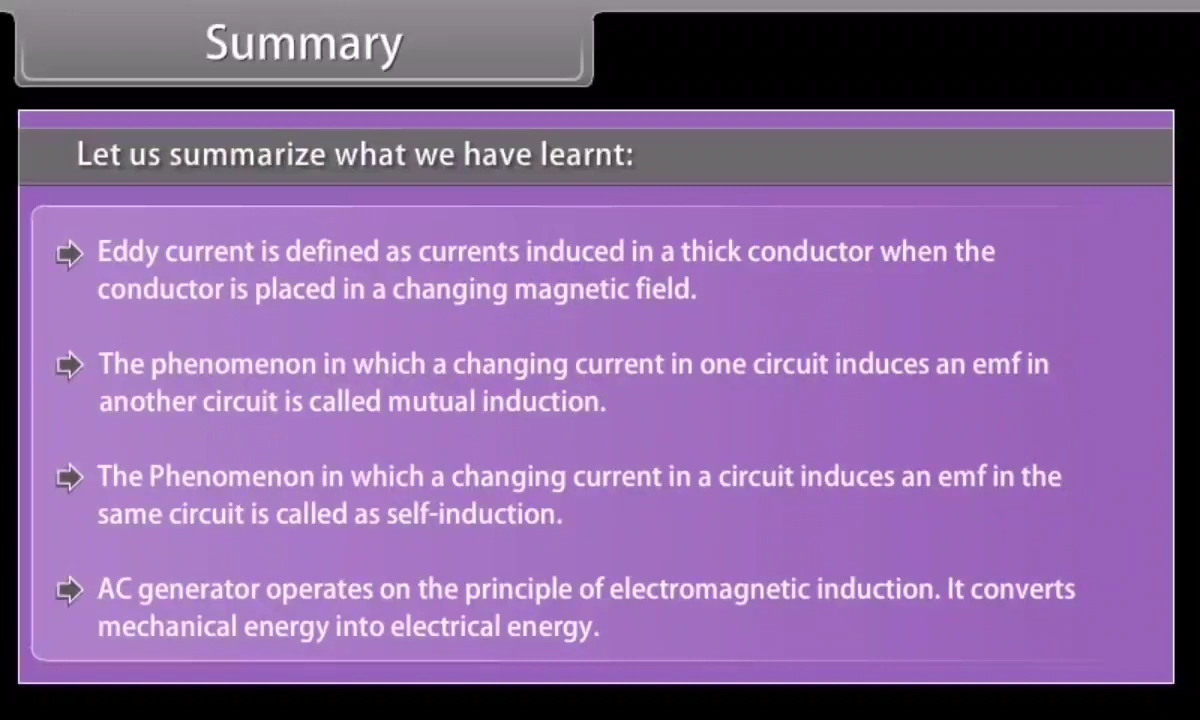 Summary
Let us summarize what we have learnt:
Eddy current is defined as currents induced in a thick conductor when the
conductor is placed in a changing magnetic field.
The phenomenon in which a changing current in one circuit induces an emf in
another circuit is called mutual induction.
The Phenomenon in which a changing current in a circuit induces an emf in the
same circuit is called as self-induction.
AC generator operates on the principle of electromagnetic induction. It converts
mechanical energy into electrical energy.